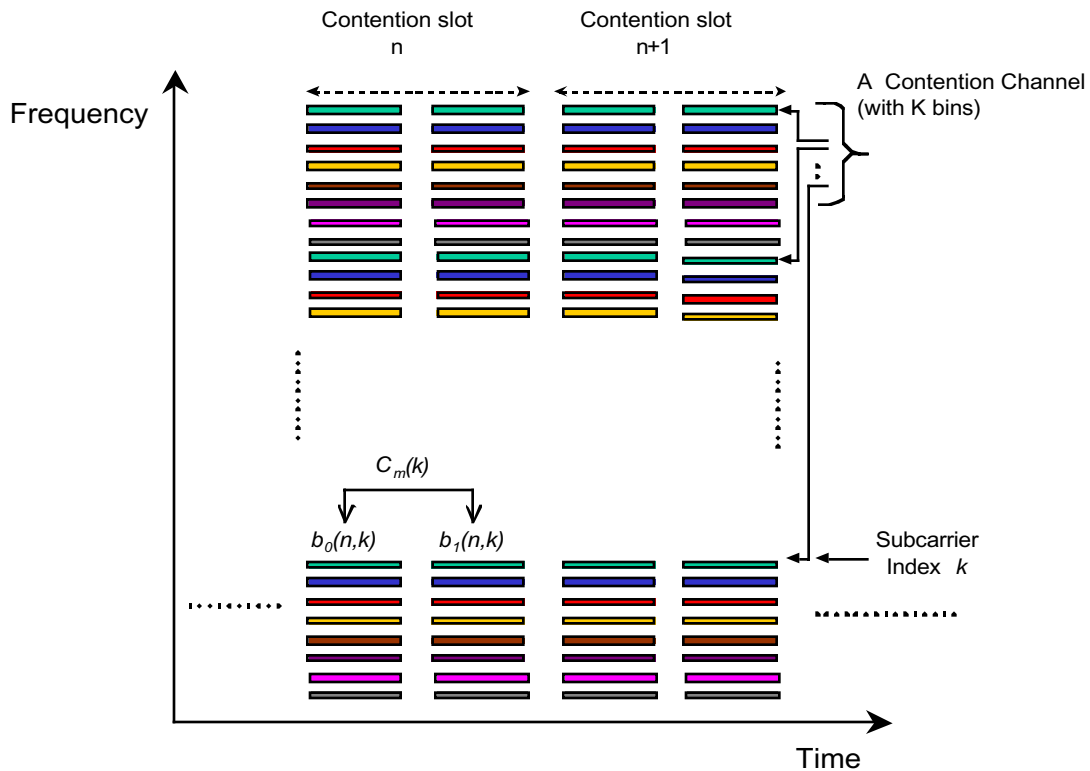 Contention slot
n
Contention slot
n+1
A Contention Channel
(with K bins)
Frequency
C_m(k)
b_0(n,k)
b_1(n,k)
Subcarrier
Index k
Time